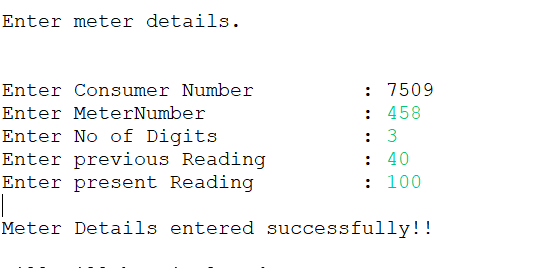 Enter meter details.
Enter Consumer Number : 7509
Enter MeterNumber : 458
Enter No of Digits : 3
Enter previous Reading : 40
Enter present Reading : 100
Meter Details entered successfully!!